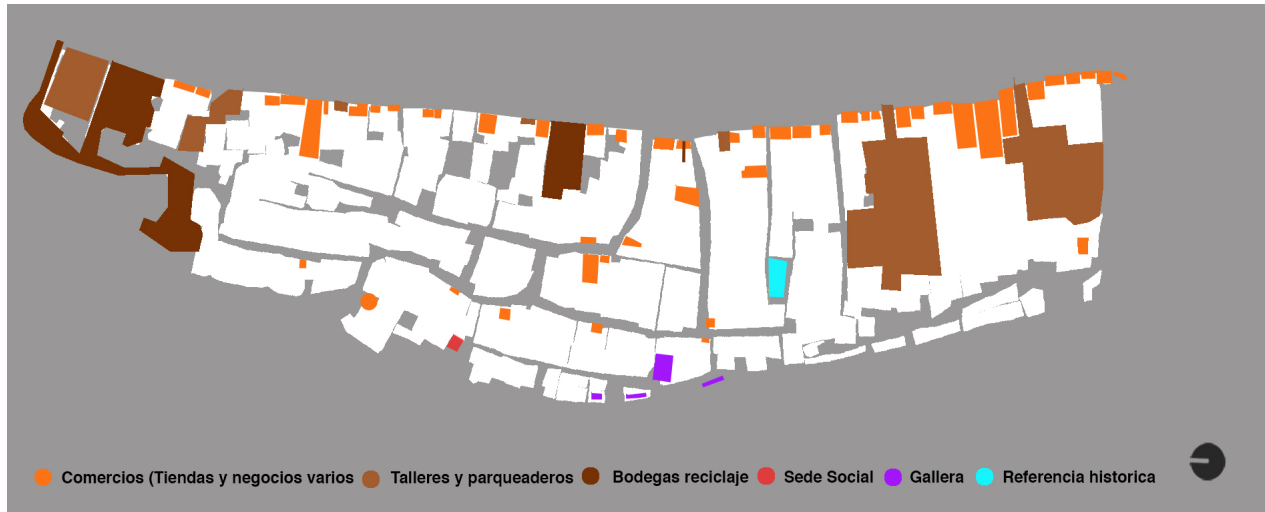 Comercios (Tiendas y negocios varios Talleres y parqueaderos Bodegas reciclaje Sede Social Gallera Referencia historica